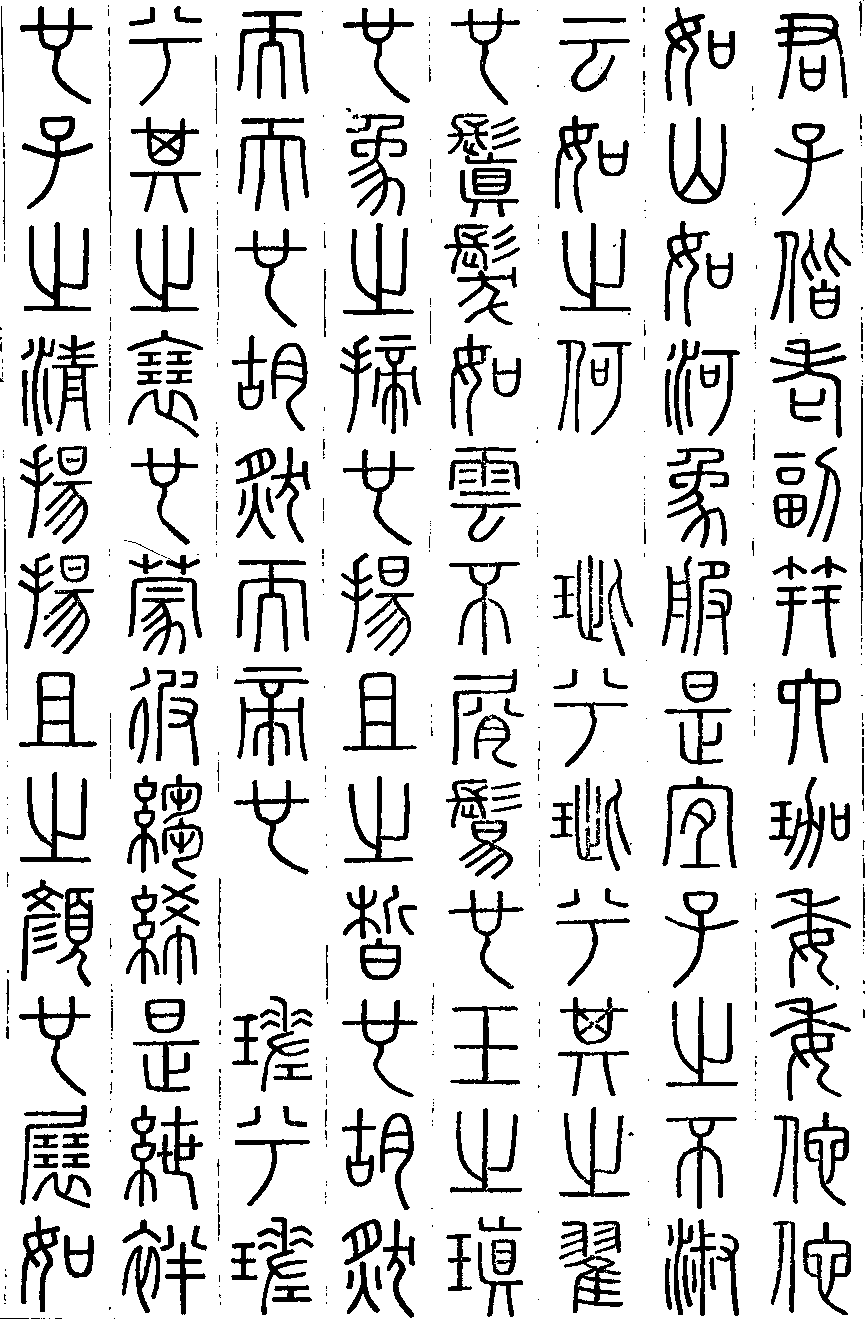 君子偕老副笄六珈委委佗佗
如山如河象服是宜子之不淑
云如之何　玼兮玼兮其之翟
也鬒髮如雲不屑鬄也玉之瑱
也象之揥也揚且之皙也胡然
而天也胡然而帝也　瑳兮瑳
兮其之展也蒙彼縐絺是紲袢
也子之清揚揚且之顏也展如